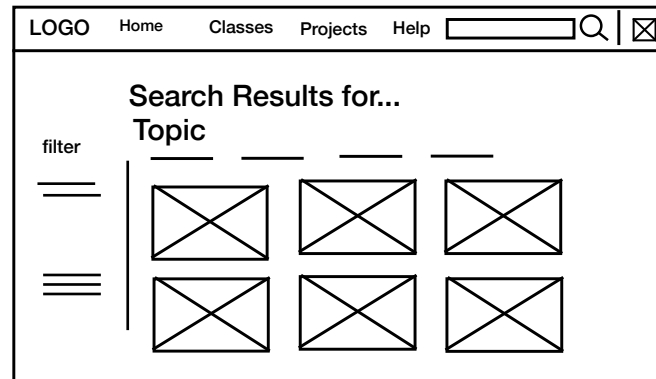 LOGO Home Classes Projects Help
Search Results for...
Topic
filter